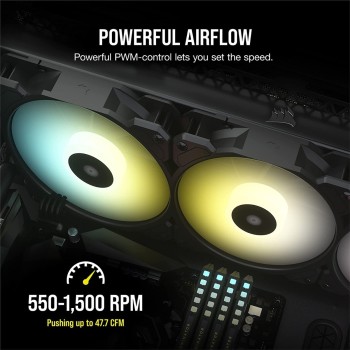 POWERFUL AIRFLOW
Powerful PWM-control lets you set the speed.
550-1,500 RPM
Pushing up to 47.7 CFM